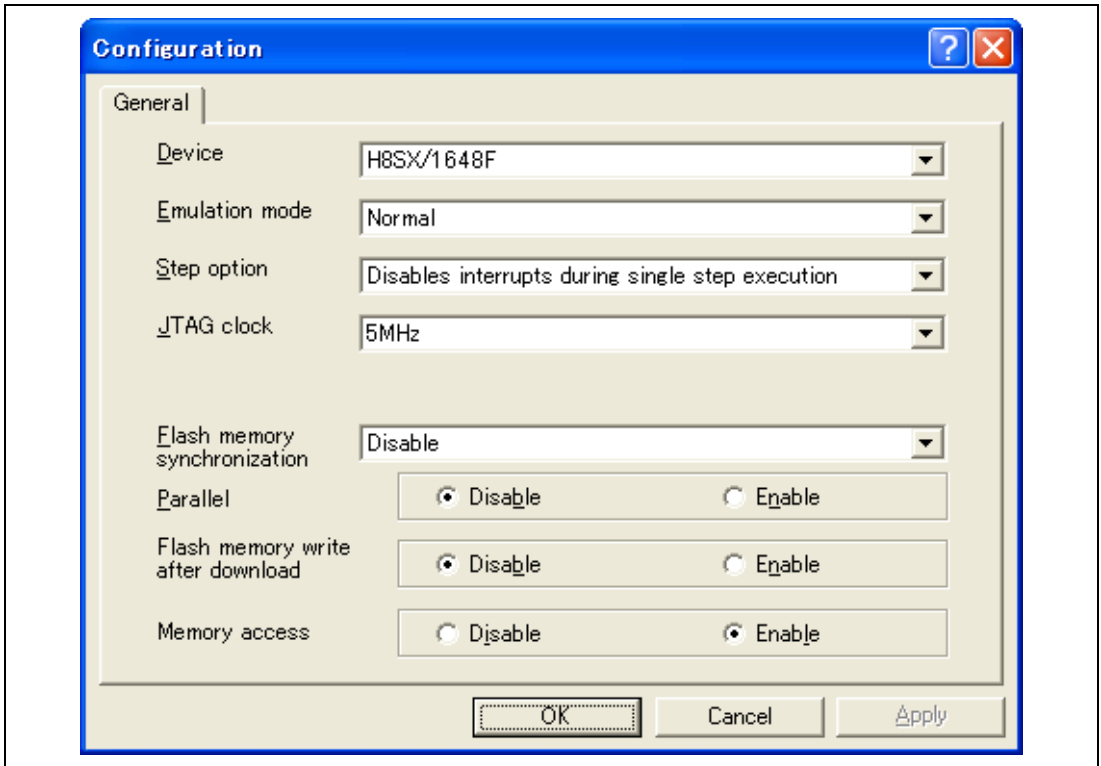 Configuration
General
Device
H8SX/1648F
Emulation mode
Normal
Step option
Disables interrupts during single step execution
JTAG clock
5MHz
Flash memory
synchronization
Disable
Parallel
Disable
Enable
Flash memory write
after download
Disable
Enable
Memory access
Disable
Enable
OK
Cancel
Apply